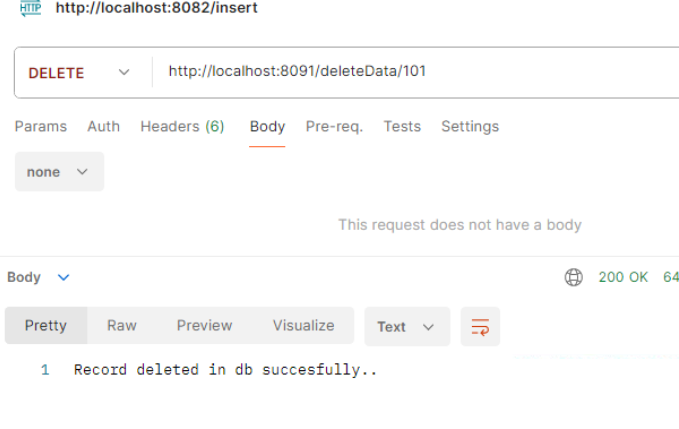 HTTP http://localhost:8082/insert
DELETE http://localhost:8091/deleteData/101
Params Auth Headers (6) Body Pre-req. Tests Settings
none
This request does not have a body
Body 200 OK 64
Pretty Raw Preview Visualize Text
1 Record deleted in db succesfully..